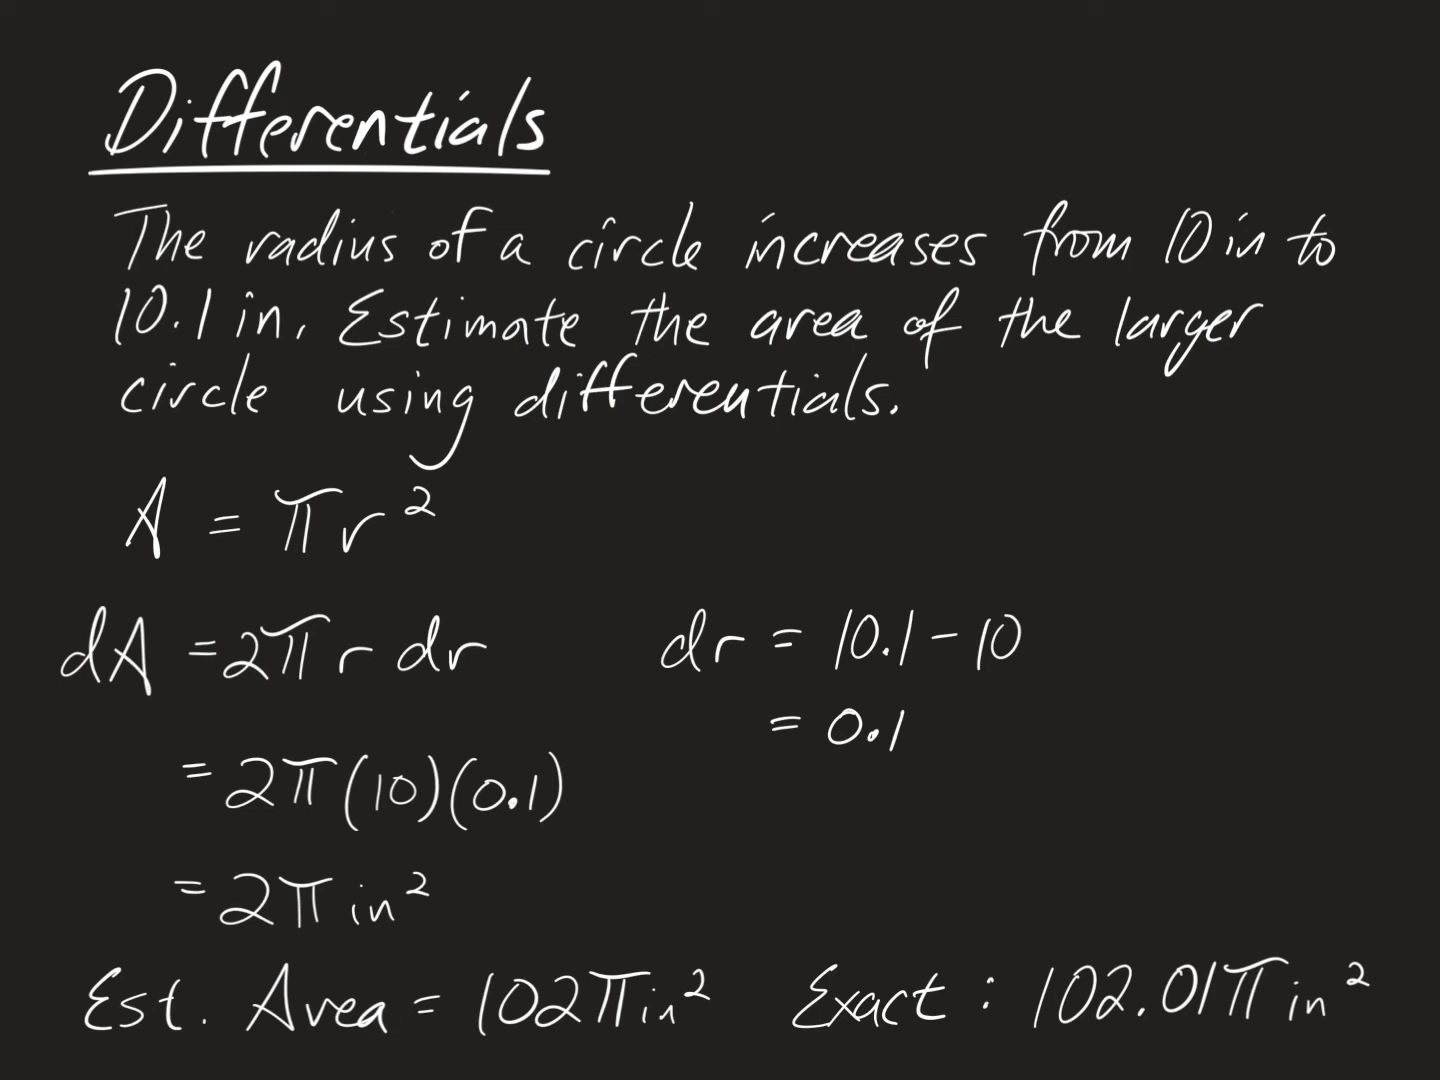 Differentials
The radius of a circle increases from 10 in to
10.1 in. Estimate the area of the larger
circle using differentials.
A = πr²
dA = 2πr dr
dr = 10.1 - 10
= 0.1
= 2π(10)(0.1)
= 2π in²
Est. Area = 102π in² Exact: 102.01π in²